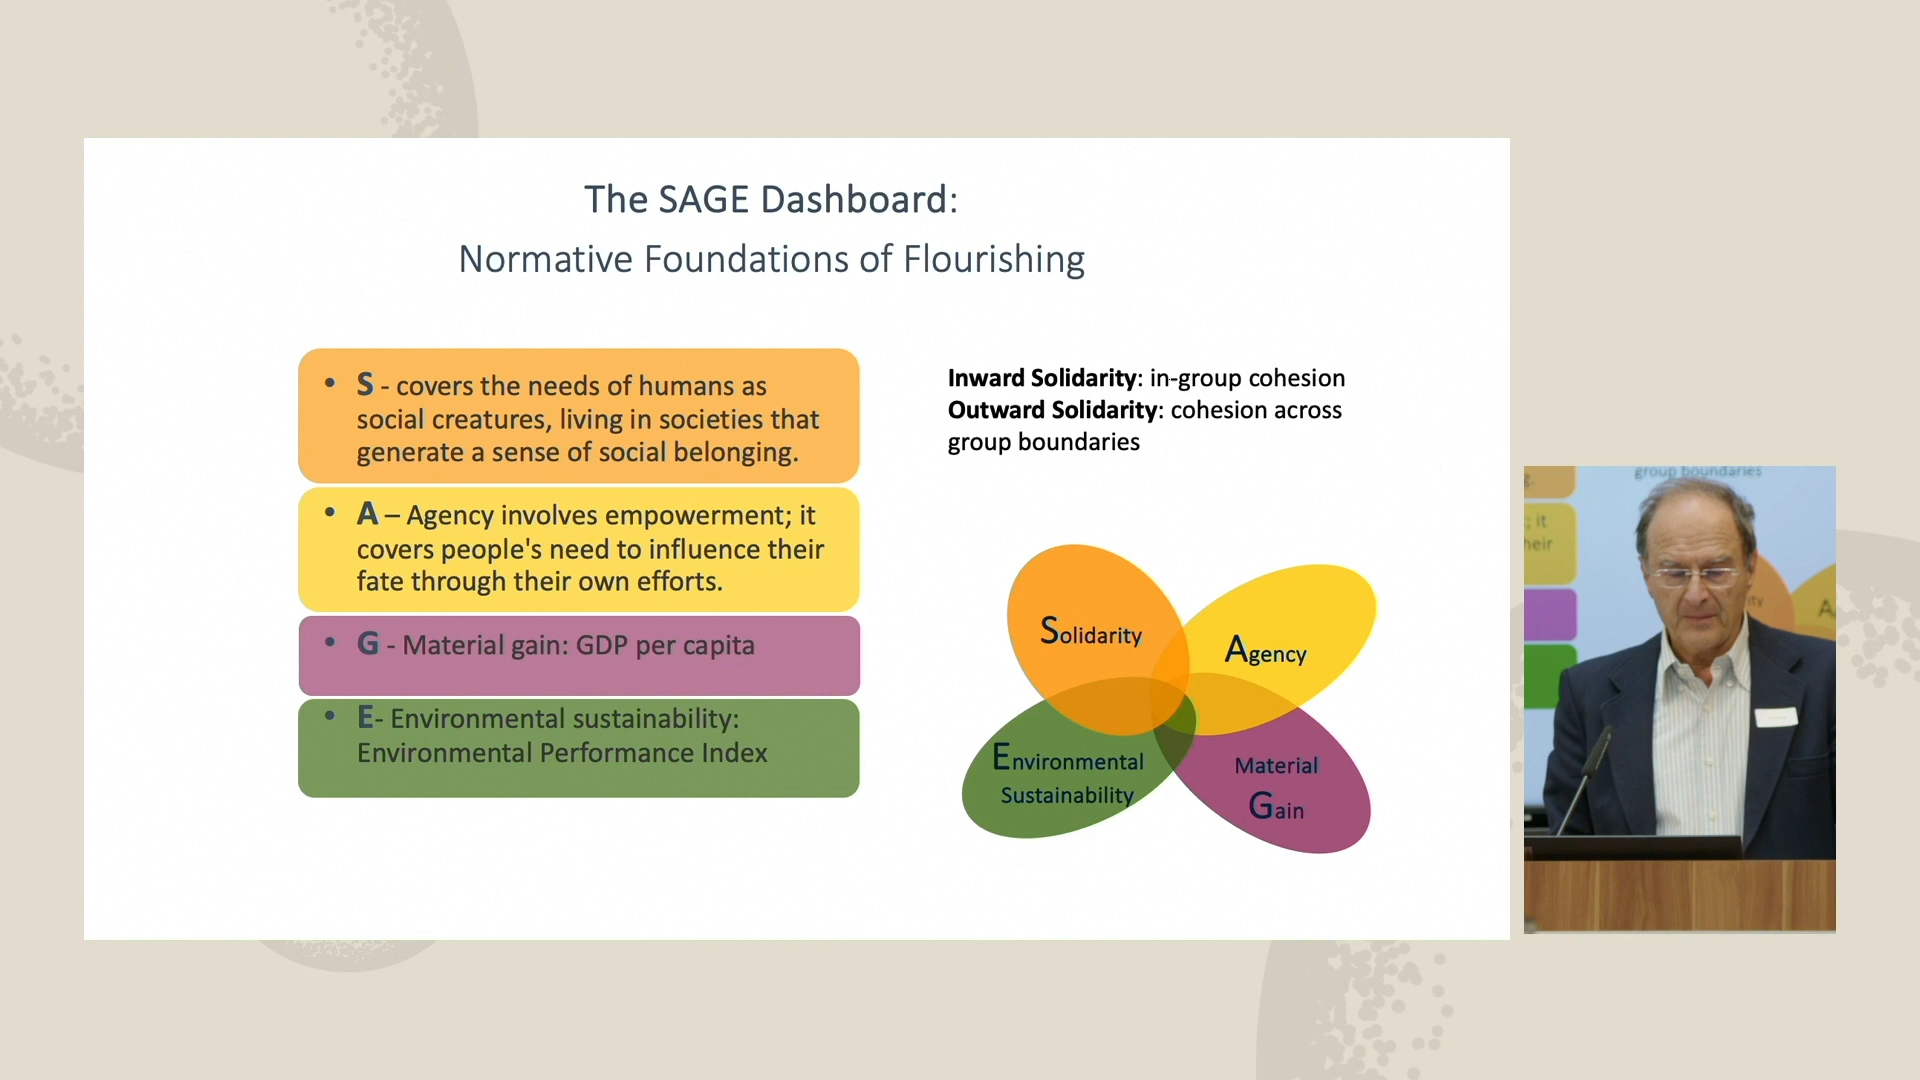 The SAGE Dashboard:
Normative Foundations of Flourishing
• S - covers the needs of humans as
social creatures, living in societies that
generate a sense of social belonging.
• A – Agency involves empowerment; it
covers people's need to influence their
fate through their own efforts.
• G - Material gain: GDP per capita
• E- Environmental sustainability:
Environmental Performance Index
Inward Solidarity: in-group cohesion
Outward Solidarity: cohesion across
group boundaries
Solidarity
Agency
Environmental
Sustainability
Material
Gain
group boundaries
; it
heir
A